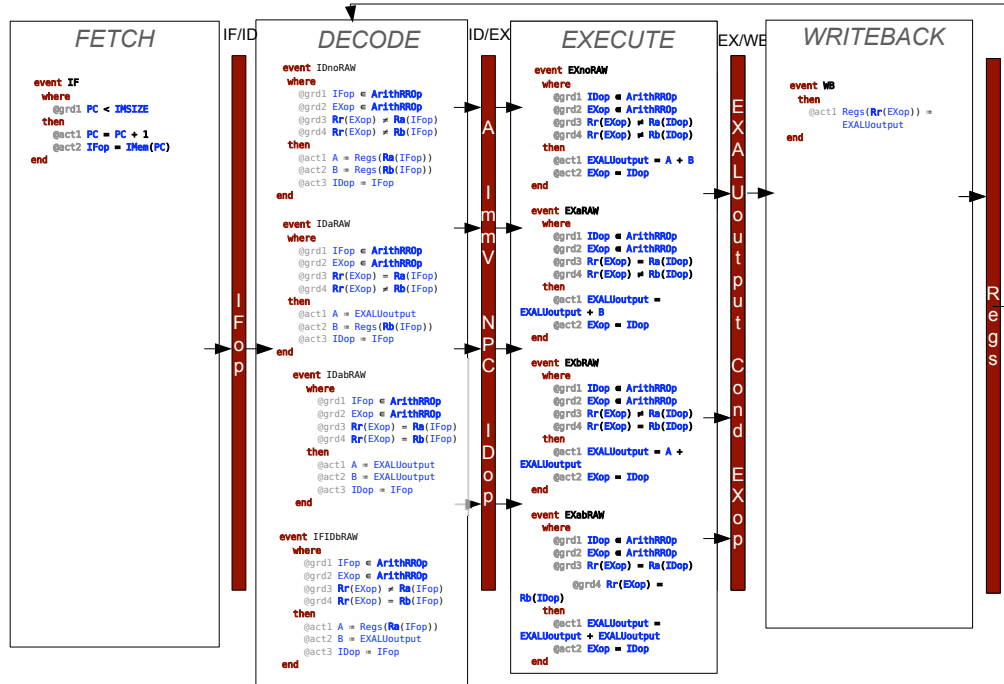 FETCH
event IF
where
@grd1 PC < IMSIZE
then
@act1 PC = PC + 1
@act2 IFop = IMem(PC)
end
IF/ID
IFop
DECODE
event IDnoRAW
where
@grd1 IFop ∈ ArithRROp
@grd2 EXop ∈ ArithRROp
@grd3 Rr(EXop) ≠ Ra(IFop)
@grd4 Rr(EXop) ≠ Rb(IFop)
then
@act1 A = Regs(Ra(IFop))
@act2 B = Regs(Rb(IFop))
@act3 IDop = IFop
end
event IDaRAW
where
@grd1 IFop ∈ ArithRROp
@grd2 EXop ∈ ArithRROp
@grd3 Rr(EXop) = Ra(IFop)
@grd4 Rr(EXop) ≠ Rb(IFop)
then
@act1 A = EXALUoutput
@act2 B = Regs(Rb(IFop))
@act3 IDop = IFop
end
event IDabRAW
where
@grd1 IFop ∈ ArithRROp
@grd2 EXop ∈ ArithRROp
@grd3 Rr(EXop) = Ra(IFop)
@grd4 Rr(EXop) = Rb(IFop)
then
@act1 A = EXALUoutput
@act2 B = EXALUoutput
@act3 IDop = IFop
end
event IFIDbRAW
where
@grd1 IFop ∈ ArithRROp
@grd2 EXop ∈ ArithRROp
@grd3 Rr(EXop) ≠ Ra(IFop)
@grd4 Rr(EXop) = Rb(IFop)
then
@act1 A = Regs(Ra(IFop))
@act2 B = EXALUoutput
@act3 IDop = IFop
end
ID/EX
A ImmV NPC IDop
EXECUTE
event EXnoRAW
where
@grd1 IDop ∈ ArithRROp
@grd2 EXop ∈ ArithRROp
@grd3 Rr(EXop) ≠ Ra(IDop)
@grd4 Rr(EXop) ≠ Rb(IDop)
then
@act1 EXALUoutput = A + B
@act2 EXop = IDop
end
event EXaRAW
where
@grd1 IDop ∈ ArithRROp
@grd2 EXop ∈ ArithRROp
@grd3 Rr(EXop) = Ra(IDop)
@grd4 Rr(EXop) ≠ Rb(IDop)
then
@act1 EXALUoutput =
EXALUoutput + B
@act2 EXop = IDop
end
event EXbRAW
where
@grd1 IDop ∈ ArithRROp
@grd2 EXop ∈ ArithRROp
@grd3 Rr(EXop) ≠ Ra(IDop)
@grd4 Rr(EXop) = Rb(IDop)
then
@act1 EXALUoutput = A +
EXALUoutput
@act2 EXop = IDop
end
event EXabRAW
where
@grd1 IDop ∈ ArithRROp
@grd2 EXop ∈ ArithRROp
@grd3 Rr(EXop) = Ra(IDop)
@grd4 Rr(EXop) =
Rb(IDop)
then
@act1 EXALUoutput =
EXALUoutput + EXALUoutput
@act2 EXop = IDop
end
EX/WB
EXALUoutput Cond EXop
WRITEBACK
event WB
then
@act1 Regs(Rr(EXop)) =
EXALUoutput
end
Regs